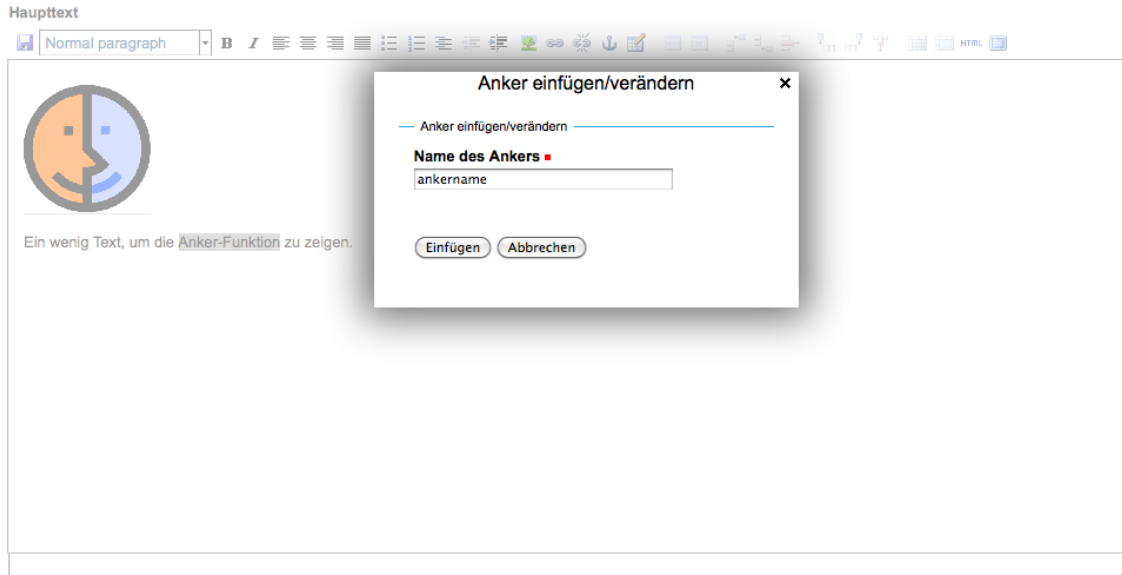 Haupttext
Normal paragraph
B I
HTML
Anker einfügen/verändern
Anker einfügen/verändern
Name des Ankers
ankername
Ein wenig Text, um die Anker-Funktion zu zeigen.
Einfügen Abbrechen